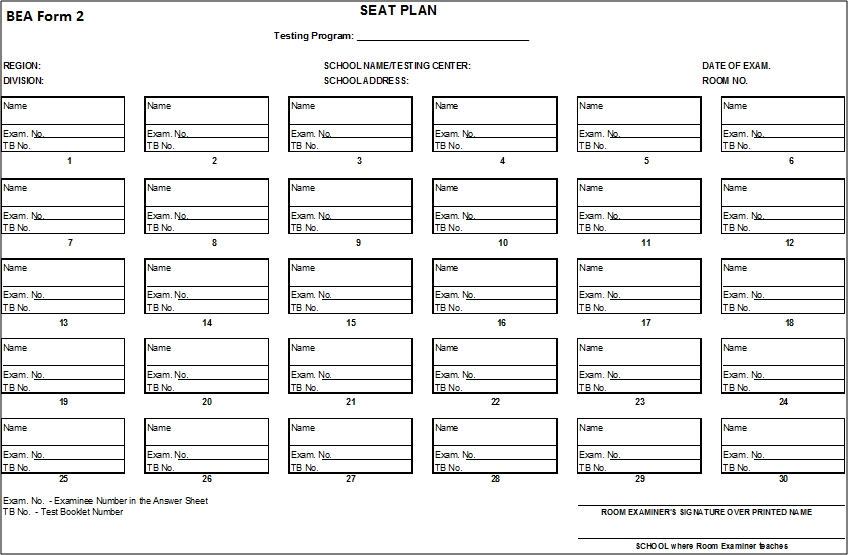 BEA Form 2
SEAT PLAN
Testing Program: ______________________________
REGION: SCHOOL NAME/TESTING CENTER: DATE OF EXAM.
DIVISION: SCHOOL ADDRESS: ROOM NO.
Name Name Name Name Name Name
Exam. No. Exam. No. Exam. No. Exam. No. Exam. No. Exam. No.
TB No. TB No. TB No. TB No. TB No. TB No.
1 2 3 4 5 6
Name Name Name Name Name Name
Exam. No. Exam. No. Exam. No. Exam. No. Exam. No. Exam. No.
TB No. TB No. TB No. TB No. TB No. TB No.
7 8 9 10 11 12
Name Name Name Name Name Name
Exam. No. Exam. No. Exam. No. Exam. No. Exam. No. Exam. No.
TB No. TB No. TB No. TB No. TB No. TB No.
13 14 15 16 17 18
Name Name Name Name Name Name
Exam. No. Exam. No. Exam. No. Exam. No. Exam. No. Exam. No.
TB No. TB No. TB No. TB No. TB No. TB No.
19 20 21 22 23 24
Name Name Name Name Name Name
Exam. No. Exam. No. Exam. No. Exam. No. Exam. No. Exam. No.
TB No. TB No. TB No. TB No. TB No. TB No.
25 26 27 28 29 30
Exam. No. - Examinee Number in the Answer Sheet
TB No. - Test Booklet Number
ROOM EXAMINER'S SIGNATURE OVER PRINTED NAME
SCHOOL where Room Examiner teaches